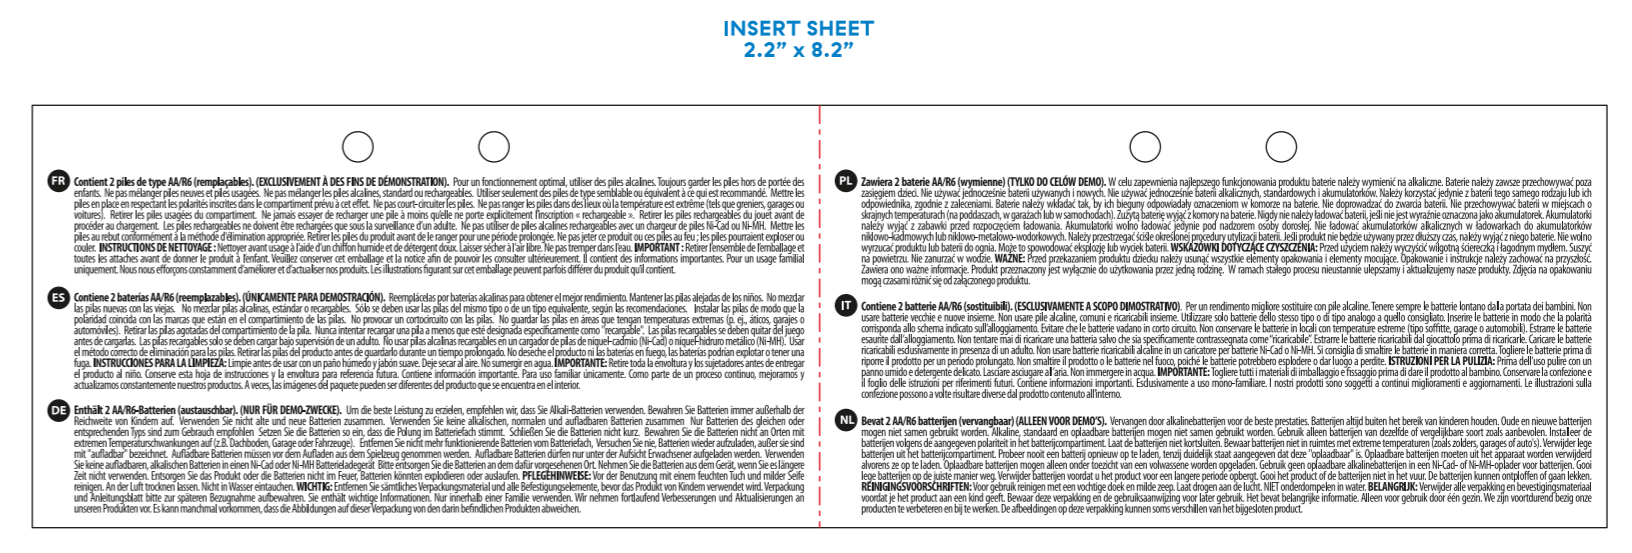 INSERT SHEET
2.2” x 8.2”
FR
Contient 2 piles de type AA/R6 (remplaçables). (EXCLUSIVEMENT À DES FINS DE DÉMONSTRATION). Pour un fonctionnement optimal, utiliser des piles alcalines. Toujours garder les piles hors de portée des
enfants. Ne pas mélanger piles neuves et piles usagées. Ne pas mélanger les piles alcalines, standard ou rechargeables. Utiliser seulement des piles de type semblable ou équivalent à ce qui est recommandé. Mettre les
piles en place en respectant les polarités inscrites dans le compartiment prévu à cet effet. Ne pas court-circuiter les piles. Ne pas ranger les piles dans des lieux où la température est extrême (tels que greniers, garages ou
voitures). Retirer les piles usagées du compartiment. Ne jamais essayer de recharger une pile à moins qu'elle ne porte explicitement l'inscription « rechargeable ». Retirer les piles rechargeables du jouet avant de
procéder au chargement. Les piles rechargeables ne doivent être rechargées que sous la surveillance d'un adulte. Ne pas utiliser de piles alcalines rechargeables avec un chargeur de piles Ni-Cad ou Ni-MH. Mettre les
piles au rebut conformément à la méthode d'élimination appropriée. Retirer les piles du produit avant de le ranger pour une période prolongée. Ne pas jeter ce produit ou ces piles au feu ; les piles pourraient exploser ou
couler. INSTRUCTIONS DE NETTOYAGE : Nettoyer avant usage à l'aide d'un chiffon humide et de détergent doux. Laisser sécher à l'air libre. Ne pas tremper dans l'eau. IMPORTANT : Retirer l'ensemble de l'emballage et
toutes les attaches avant de donner le produit à l'enfant. Veuillez conserver cet emballage et la notice afin de pouvoir les consulter ultérieurement. Il contient des informations importantes. Pour un usage familial
uniquement. Nous nous efforçons constamment d'améliorer et d'actualiser nos produits. Les illustrations figurant sur cet emballage peuvent parfois différer du produit qu'il contient.
ES
Contiene 2 baterías AA/R6 (reemplazables). (ÚNICAMENTE PARA DEMOSTRACIÓN). Reemplácelas por baterías alcalinas para obtener el mejor rendimiento. Mantener las pilas alejadas de los niños. No mezclar
las pilas nuevas con las viejas. No mezclar pilas alcalinas, estándar o recargables. Sólo se deben usar las pilas del mismo tipo o de un tipo equivalente, según las recomendaciones. Instalar las pilas de modo que la
polaridad coincida con las marcas que están en el compartimiento de las pilas. No provocar un cortocircuito con las pilas. No guardar las pilas en áreas que tengan temperaturas extremas (p. ej., áticos, garajes o
automóviles). Retirar las pilas agotadas del compartimiento de la pila. Nunca intentar recargar una pila a menos que esté designada específicamente como "recargable". Las pilas recargables se deben quitar del juego
antes de cargarlas. Las pilas recargables solo se deben cargar bajo supervisión de un adulto. No usar pilas alcalinas recargables en un cargador de pilas de níquel-cadmio (Ni-Cad) o níquel-hidruro metálico (Ni-MH). Usar
el método correcto de eliminación para las pilas. Retirar las pilas del producto antes de guardarlo durante un tiempo prolongado. No deseche el producto ni las baterías en fuego, las baterías podrían explotar o tener una
fuga. INSTRUCCIONES PARA LA LIMPIEZA: Limpie antes de usar con un paño húmedo y jabón suave. Deje secar al aire. No sumergir en agua. IMPORTANTE: Retire toda la envoltura y los sujetadores antes de entregar
el producto al niño. Conserve esta hoja de instrucciones y la envoltura para referencia futura. Contiene información importante. Para uso familiar únicamente. Como parte de un proceso continuo, mejoramos y
actualizamos constantemente nuestros productos. A veces, las imágenes del paquete pueden ser diferentes del producto que se encuentra en el interior.
DE
Enthält 2 AA/R6-Batterien (austauschbar). (NUR FÜR DEMO-ZWECKE). Um die beste Leistung zu erzielen, empfehlen wir, dass Sie Alkali-Batterien verwenden. Bewahren Sie Batterien immer außerhalb der
Reichweite von Kindern auf. Verwenden Sie nicht alte und neue Batterien zusammen. Verwenden Sie keine alkalischen, normalen und aufladbaren Batterien zusammen Nur Batterien des gleichen oder
entsprechenden Typs sind zum Gebrauch empfohlen Setzen Sie die Batterien so ein, dass die Polung im Batteriefach stimmt. Schließen Sie die Batterien nicht kurz. Bewahren Sie die Batterien nicht an Orten mit
extremen Temperaturschwankungen auf (z.B. Dachboden, Garage oder Fahrzeuge). Entfernen Sie nicht mehr funktionierende Batterien vom Batteriefach, Versuchen Sie nie, Batterien wieder aufzuladen, außer sie sind
mit "aufladbar" bezeichnet. Aufladbare Batterien müssen vor dem Aufladen aus dem Spielzeug genommen werden. Aufladbare Batterien dürfen nur unter der Aufsicht Erwachsener aufgeladen werden. Verwenden
Sie keine aufladbaren, alkalischen Batterien in einen Ni-Cad oder Ni-MH Batterieladegerät Bitte entsorgen Sie die Batterien an dem dafür vorgesehenen Ort. Nehmen Sie die Batterien aus dem Gerät, wenn Sie es längere
Zeit nicht verwenden. Entsorgen Sie das Produkt oder die Batterien nicht im Feuer, Batterien könnten explodieren oder auslaufen. PFLEGEHINWEISE: Vor der Benutzung mit einem feuchten Tuch und milder Seife
reinigen. An der Luft trocknen lassen. Nicht in Wasser eintauchen. WICHTIG: Entfernen Sie sämtliches Verpackungsmaterial und alle Befestigungselemente, bevor das Produkt von Kindern verwendet wird. Verpackung
und Anleitungsblatt bitte zur späteren Bezugnahme aufbewahren. Sie enthält wichtige Informationen. Nur innerhalb einer Familie verwenden. Wir nehmen fortlaufend Verbesserungen und Aktualisierungen an
unseren Produkten vor. Es kann manchmal vorkommen, dass die Abbildungen auf dieser Verpackung von den darin befindlichen Produkten abweichen.
PL
Zawiera 2 baterie AA/R6 (wymienne) (TYLKO DO CELÓW DEMO). W celu zapewnienia najlepszego funkcjonowania produktu baterie należy wymienić na alkaliczne. Baterie należy zawsze przechowywać poza
zasięgiem dzieci. Nie używać jednocześnie baterii używanych i nowych. Nie używać jednocześnie baterii alkalicznych, standardowych i akumulatorków. Należy korzystać jedynie z baterii tego samego rodzaju lub ich
odpowiednika, zgodnie z zaleceniami. Baterie należy wkładać tak, by ich bieguny odpowiadały oznaczeniom w komorze na baterie. Nie doprowadzać do zwarcia baterii. Nie przechowywać baterii w miejscach o
skrajnych temperaturach (na poddaszach, w garażach lub w samochodach). Zużytą baterię wyjąć z komory na baterie. Nigdy nie należy ładować baterii, jeśli nie jest wyraźnie oznaczona jako akumulatorek. Akumulatorki
należy wyjąć z zabawki przed rozpoczęciem ładowania. Akumulatorki wolno ładować jedynie pod nadzorem osoby dorosłej. Nie ładować akumulatorków alkalicznych w ładowarkach do akumulatorków
niklowo-kadmowych lub niklowo-metalowo-wodorkowych. Należy przestrzegać ściśle określonej procedury utylizacji baterii. Jeśli produkt nie będzie używany przez dłuższy czas, należy wyjąć z niego baterie. Nie wolno
wyrzucać produktu lub baterii do ognia. Może to spowodować eksplozję lub wyciek baterii. WSKAZÓWKI DOTYCZĄCE CZYSZCZENIA: Przed użyciem należy wyczyścić wilgotną ściereczką i łagodnym mydłem. Suszyć
na powietrzu. Nie zanurzać w wodzie. WAŻNE: Przed przekazaniem produktu dziecku należy usunąć wszystkie elementy opakowania i elementy mocujące. Opakowanie i instrukcje należy zachować na przyszłość.
Zawiera ono ważne informacje. Produkt przeznaczony jest wyłącznie do użytkowania przez jedną rodzinę. W ramach stałego procesu nieustannie ulepszamy i aktualizujemy nasze produkty. Zdjęcia na opakowaniu
mogą czasami różnić się od załączonego produktu.
IT
Contiene 2 batterie AA/R6 (sostituibili). (ESCLUSIVAMENTE A SCOPO DIMOSTRATIVO). Per un rendimento migliore sostituire con pile alcaline. Tenere sempre le batterie lontano dalla portata dei bambini. Non
usare batterie vecchie e nuove insieme. Non usare pile alcaline, comuni e ricaricabili insieme. Utilizzare solo batterie dello stesso tipo o di tipo analogo a quello consigliato. Inserire le batterie in modo che la polarità
corrisponda allo schema indicato sull'alloggiamento. Evitare che le batterie vadano in corto circuito. Non conservare le batterie in locali con temperature estreme (tipo soffitte, garage o automobili). Estrarre le batterie
esaurite dall'alloggiamento. Non tentare mai di ricaricare una batteria salvo che sia specificamente contrassegnata come "ricaricabile". Estrarre le batterie ricaricabili dal giocattolo prima di ricaricarle. Caricare le batterie
ricaricabili esclusivamente in presenza di un adulto. Non usare batterie ricaricabili alcaline in un caricatore per batterie Ni-Cad o Ni-MH. Si consiglia di smaltire le batterie in maniera corretta. Togliere le batterie prima di
riporre il prodotto per un periodo prolungato. Non smaltire il prodotto o le batterie nel fuoco, poiché le batterie potrebbero esplodere o dar luogo a perdite. ISTRUZIONI PER LA PULIZIA: Prima dell'uso pulire con un
panno umido e detergente delicato. Lasciare asciugare all'aria. Non immergere in acqua. IMPORTANTE: Togliere tutti i materiali di imballaggio e fissaggio prima di dare il prodotto al bambino. Conservare la confezione e
il foglio delle istruzioni per riferimenti futuri. Contiene informazioni importanti. Esclusivamente a uso mono-familiare. I nostri prodotti sono soggetti a continui miglioramenti e aggiornamenti. Le illustrazioni sulla
confezione possono a volte risultare diverse dal prodotto contenuto all'interno.
NL
Bevat 2 AA/R6 batterijen (vervangbaar) (ALLEEN VOOR DEMO'S). Vervangen door alkalinebatterijen voor de beste prestaties. Batterijen altijd buiten het bereik van kinderen houden. Oude en nieuwe batterijen
mogen niet samen gebruikt worden. Alkaline, standaard en oplaadbare batterijen mogen niet samen gebruikt worden. Gebruik alleen batterijen van dezelfde of vergelijkbare soort zoals aanbevolen. Installeer de
batterijen volgens de aangegeven polariteit in het batterijcompartiment. Laat de batterijen niet kortsluiten. Bewaar batterijen niet in ruimtes met extreme temperaturen (zoals zolders, garages of auto's). Verwijder lege
batterijen uit het batterijcompartiment. Probeer nooit een batterij opnieuw op te laden, tenzij duidelijk staat aangegeven dat deze "oplaadbaar" is. Oplaadbare batterijen moeten uit het apparaat worden verwijderd
alvorens ze op te laden. Oplaadbare batterijen mogen alleen onder toezicht van een volwassene worden opgeladen. Gebruik geen oplaadbare alkalinebatterijen in een Ni-Cad- of Ni-MH-oplader voor batterijen. Gooi
lege batterijen op de juiste manier weg. Verwijder batterijen voordat u het product voor een langere periode opbergt. Gooi het product of de batterijen niet in het vuur. De batterijen kunnen ontploffen of gaan lekken.
REINIGINGSVOORSCHRIFTEN: Voor gebruik reinigen met een vochtige doek en milde zeep. Laat drogen aan de lucht. NIET onderdompelen in water. BELANGRIJK: Verwijder alle verpakking en bevestigingsmateriaal
voordat je het product aan een kind geeft. Bewaar deze verpakking en de gebruiksaanwijzing voor later gebruik. Het bevat belangrijke informatie. Alleen voor gebruik door één gezin. We zijn voortdurend bezig onze
producten te verbeteren en bij te werken. De afbeeldingen op deze verpakking kunnen soms verschillen van het bijgesloten product.